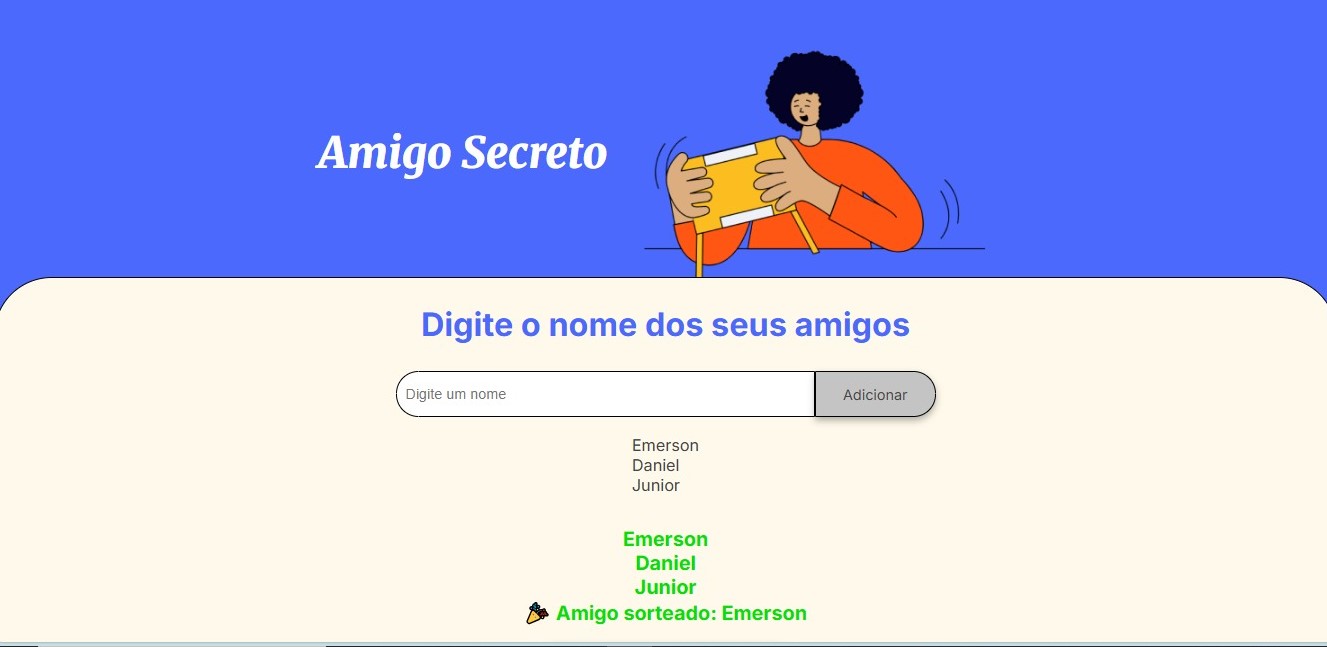 Amigo Secreto
Digite o nome dos seus amigos
Digite um nome
Adicionar
Emerson
Daniel
Junior
Emerson
Daniel
Junior
🎉 Amigo sorteado: Emerson